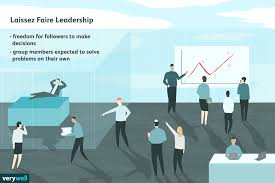 Laissez Faire Leadership
• freedom for followers to make
decisions
• group members expected to solve
problems on their own
verywell